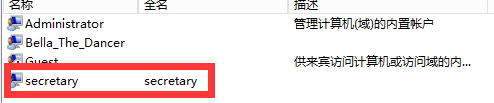 名称 全名 描述
Administrator 管理计算机(域)的内置帐户
Bella_The_Dancer
Guest 供来宾访问计算机或访问域的内...
secretary secretary